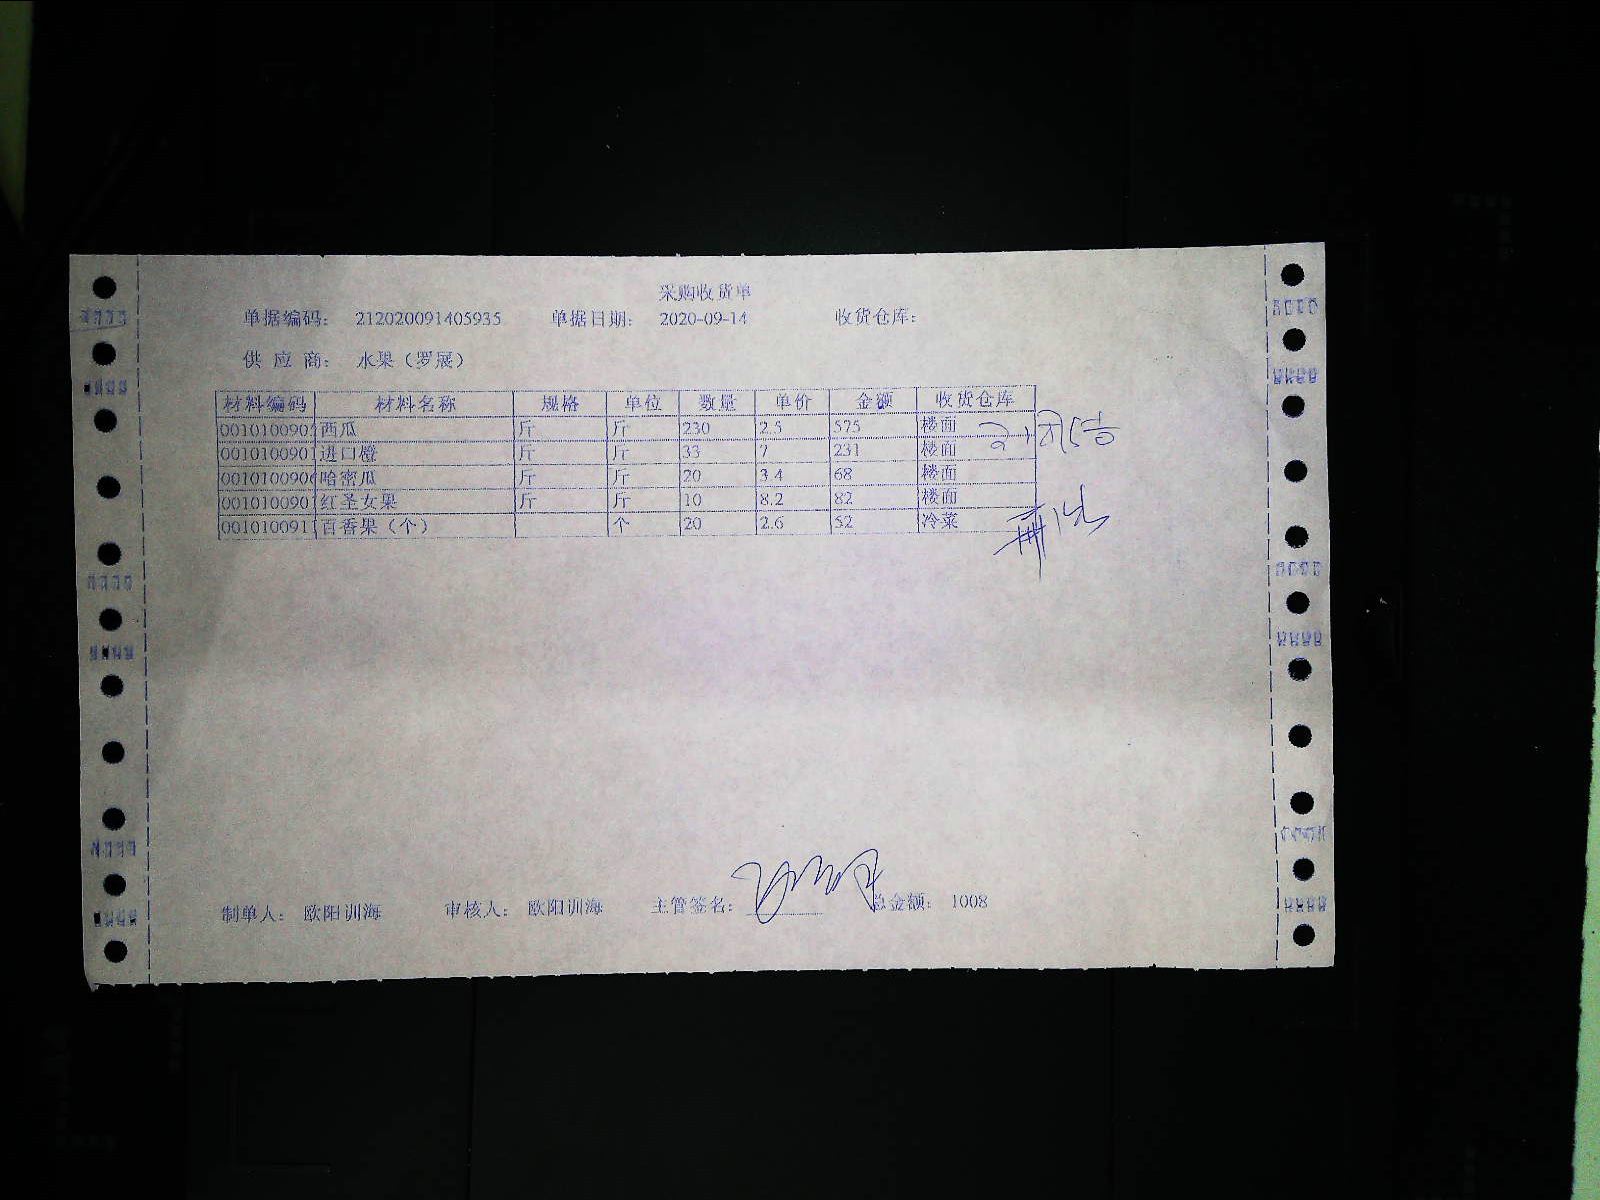 采购收货单
单据编码： 212020091405935 单据日期： 2020-09-14 收货仓库：
供 应 商： 水果（罗展）
材料编码 材料名称 规格 单位 数量 单价 金额 收货仓库
0010100905 西瓜 斤 斤 230 2.5 575 楼面
0010100901 进口橙 斤 斤 33 7 231 楼面
0010100906 哈密瓜 斤 斤 20 3.4 68 楼面
0010100901 红圣女果 斤 斤 10 8.2 82 楼面
0010100911 百香果（个） 个 20 2.6 52 冷菜
制单人： 欧阳训海 审核人： 欧阳训海 主管签名： 总金额： 1008